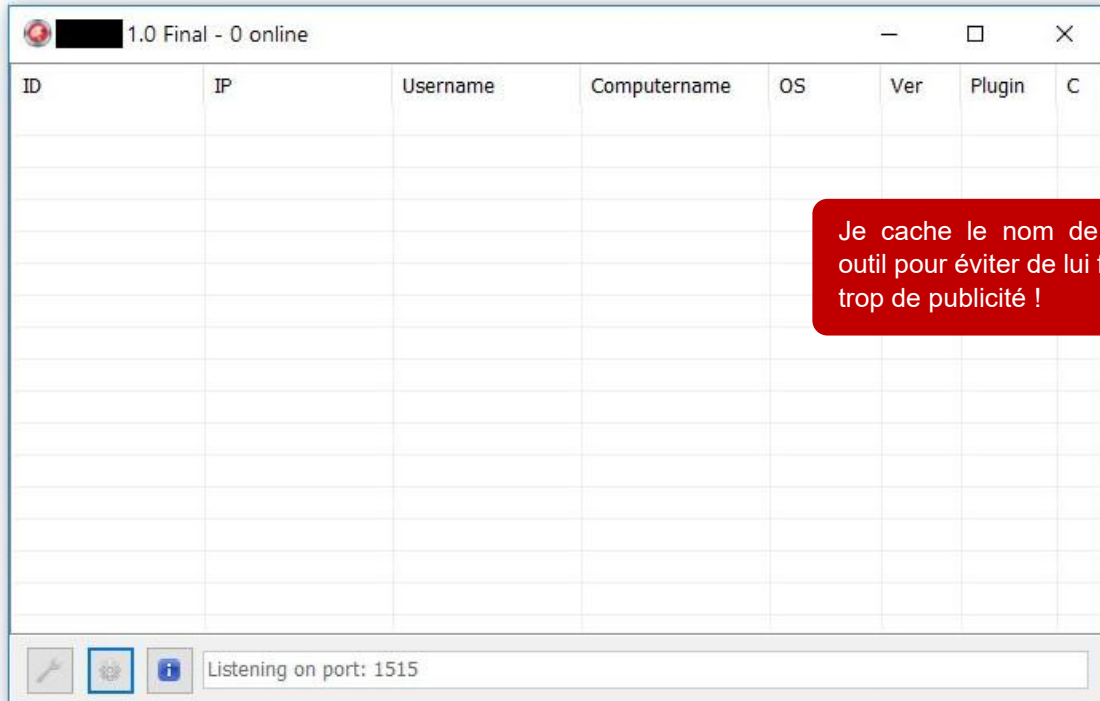 1.0 Final - 0 online
ID IP Username Computername OS Ver Plugin C
Je cache le nom de
outil pour éviter de lui
trop de publicité !
Listening on port: 1515